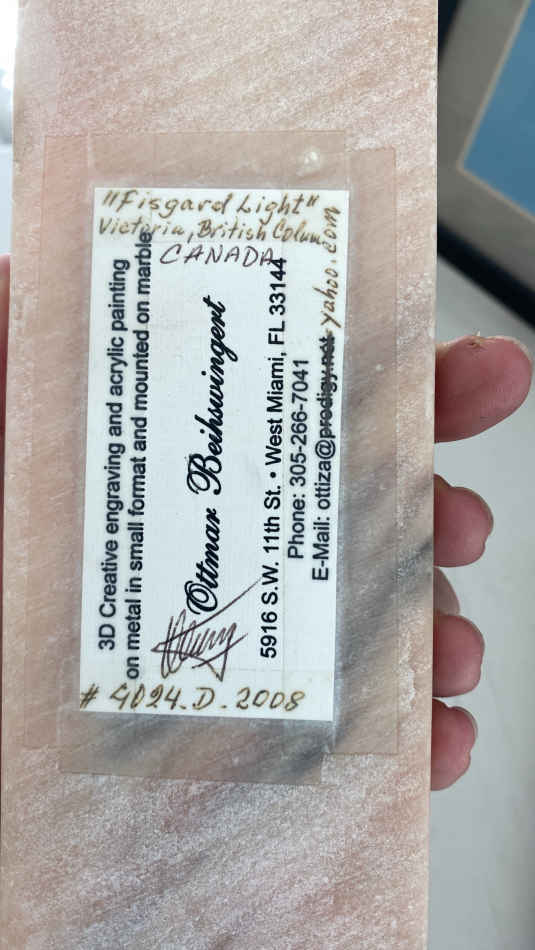 "Fisgard Light"
Victoria, British Colum
CANADA
3D Creative engraving and acrylic painting
on metal in small format and mounted on marble
Ottmar Beihswingert
5916 S.W. 11th St. • West Miami, FL 33144
Phone: 305-266-7041
E-Mail: ottiza@prodigy.net yahoo.com
# 4024.D.2008